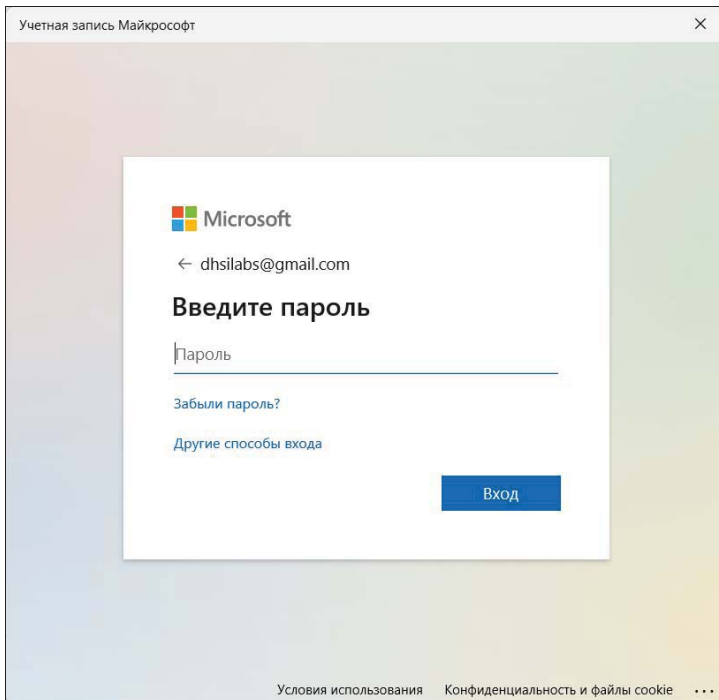 Учетная запись Майкрософт
Microsoft
dhsilabs@gmail.com
Введите пароль
Пароль
Забыли пароль?
Другие способы входа
Вход
Условия использования Конфиденциальность и файлы cookie ...